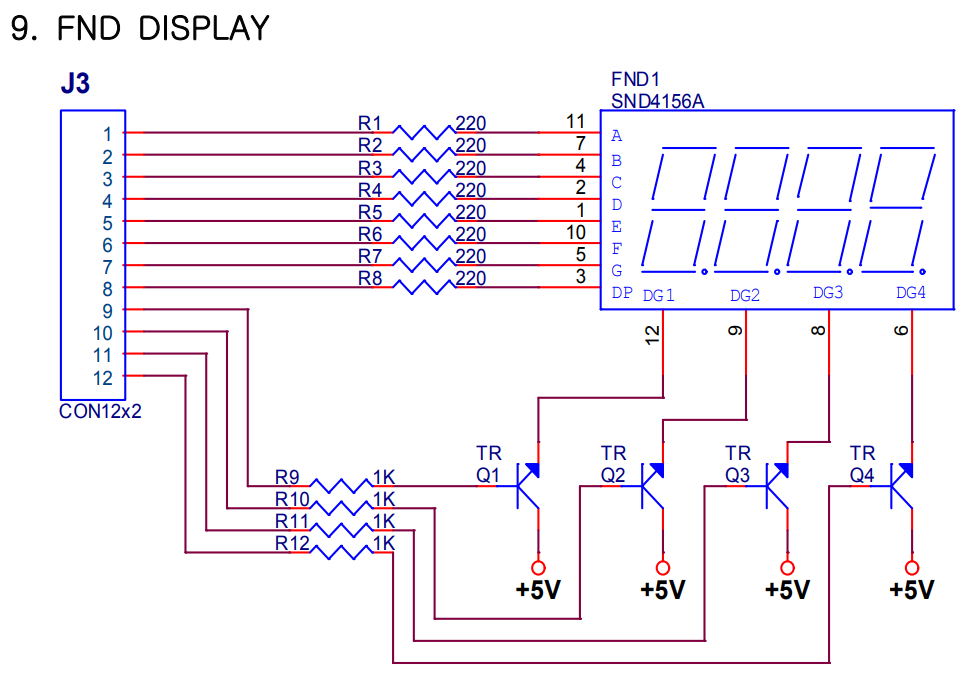 9. FND DISPLAY
J3
FND1
SND4156A
1 R1 220 11 A
2 R2 220 7 B
3 R3 220 4 C
4 R4 220 2 D
5 R5 220 1 E
6 R6 220 10 F
7 R7 220 5 G
8 R8 220 3 DP DG1 DG2 DG3 DG4
9
10
11
12
12 9 8 6
CON12x2
TR TR TR TR
R9 1K Q1 Q2 Q3 Q4
R10 1K
R11 1K
R12 1K
+5V +5V +5V +5V